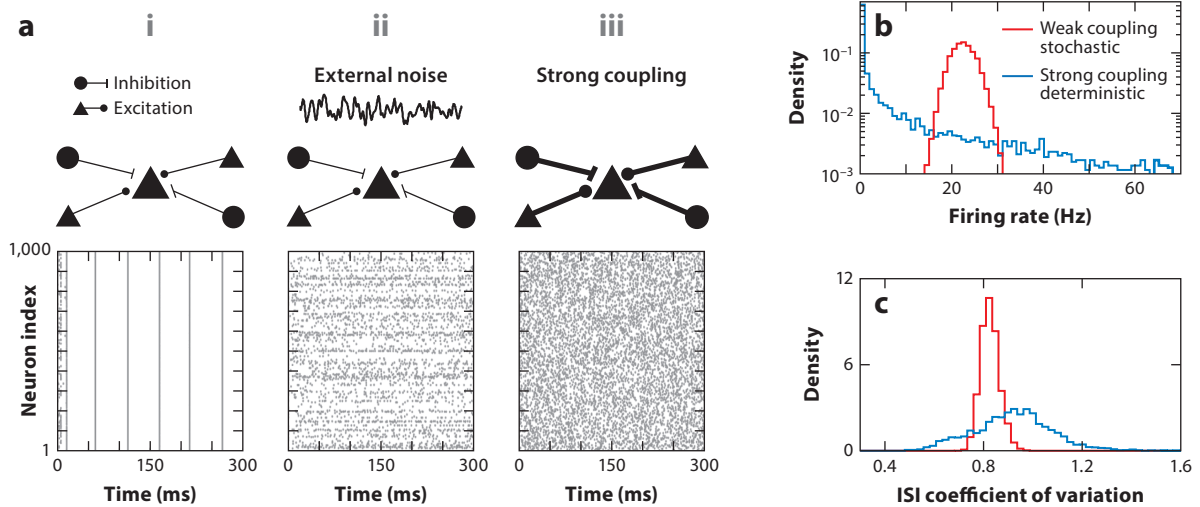 a
i
ii
iii
Inhibition
Excitation
External noise
Strong coupling
1,000
Neuron index
1
0
150
300
Time (ms)
0
150
300
Time (ms)
0
150
300
Time (ms)
b
Weak coupling
stochastic
Strong coupling
deterministic
Density
10⁻¹
10⁻²
10⁻³
0
20
40
60
Firing rate (Hz)
c
Density
12
6
0
0.4
0.8
1.2
1.6
ISI coefficient of variation